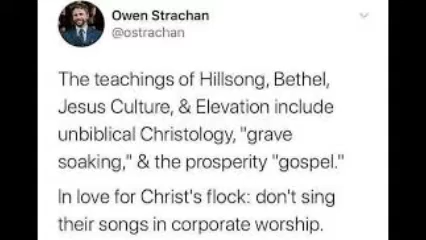 Owen Strachan
@ostrachan
The teachings of Hillsong, Bethel,
Jesus Culture, & Elevation include
unbiblical Christology, "grave
soaking," & the prosperity "gospel."
In love for Christ's flock: don't sing
their songs in corporate worship.